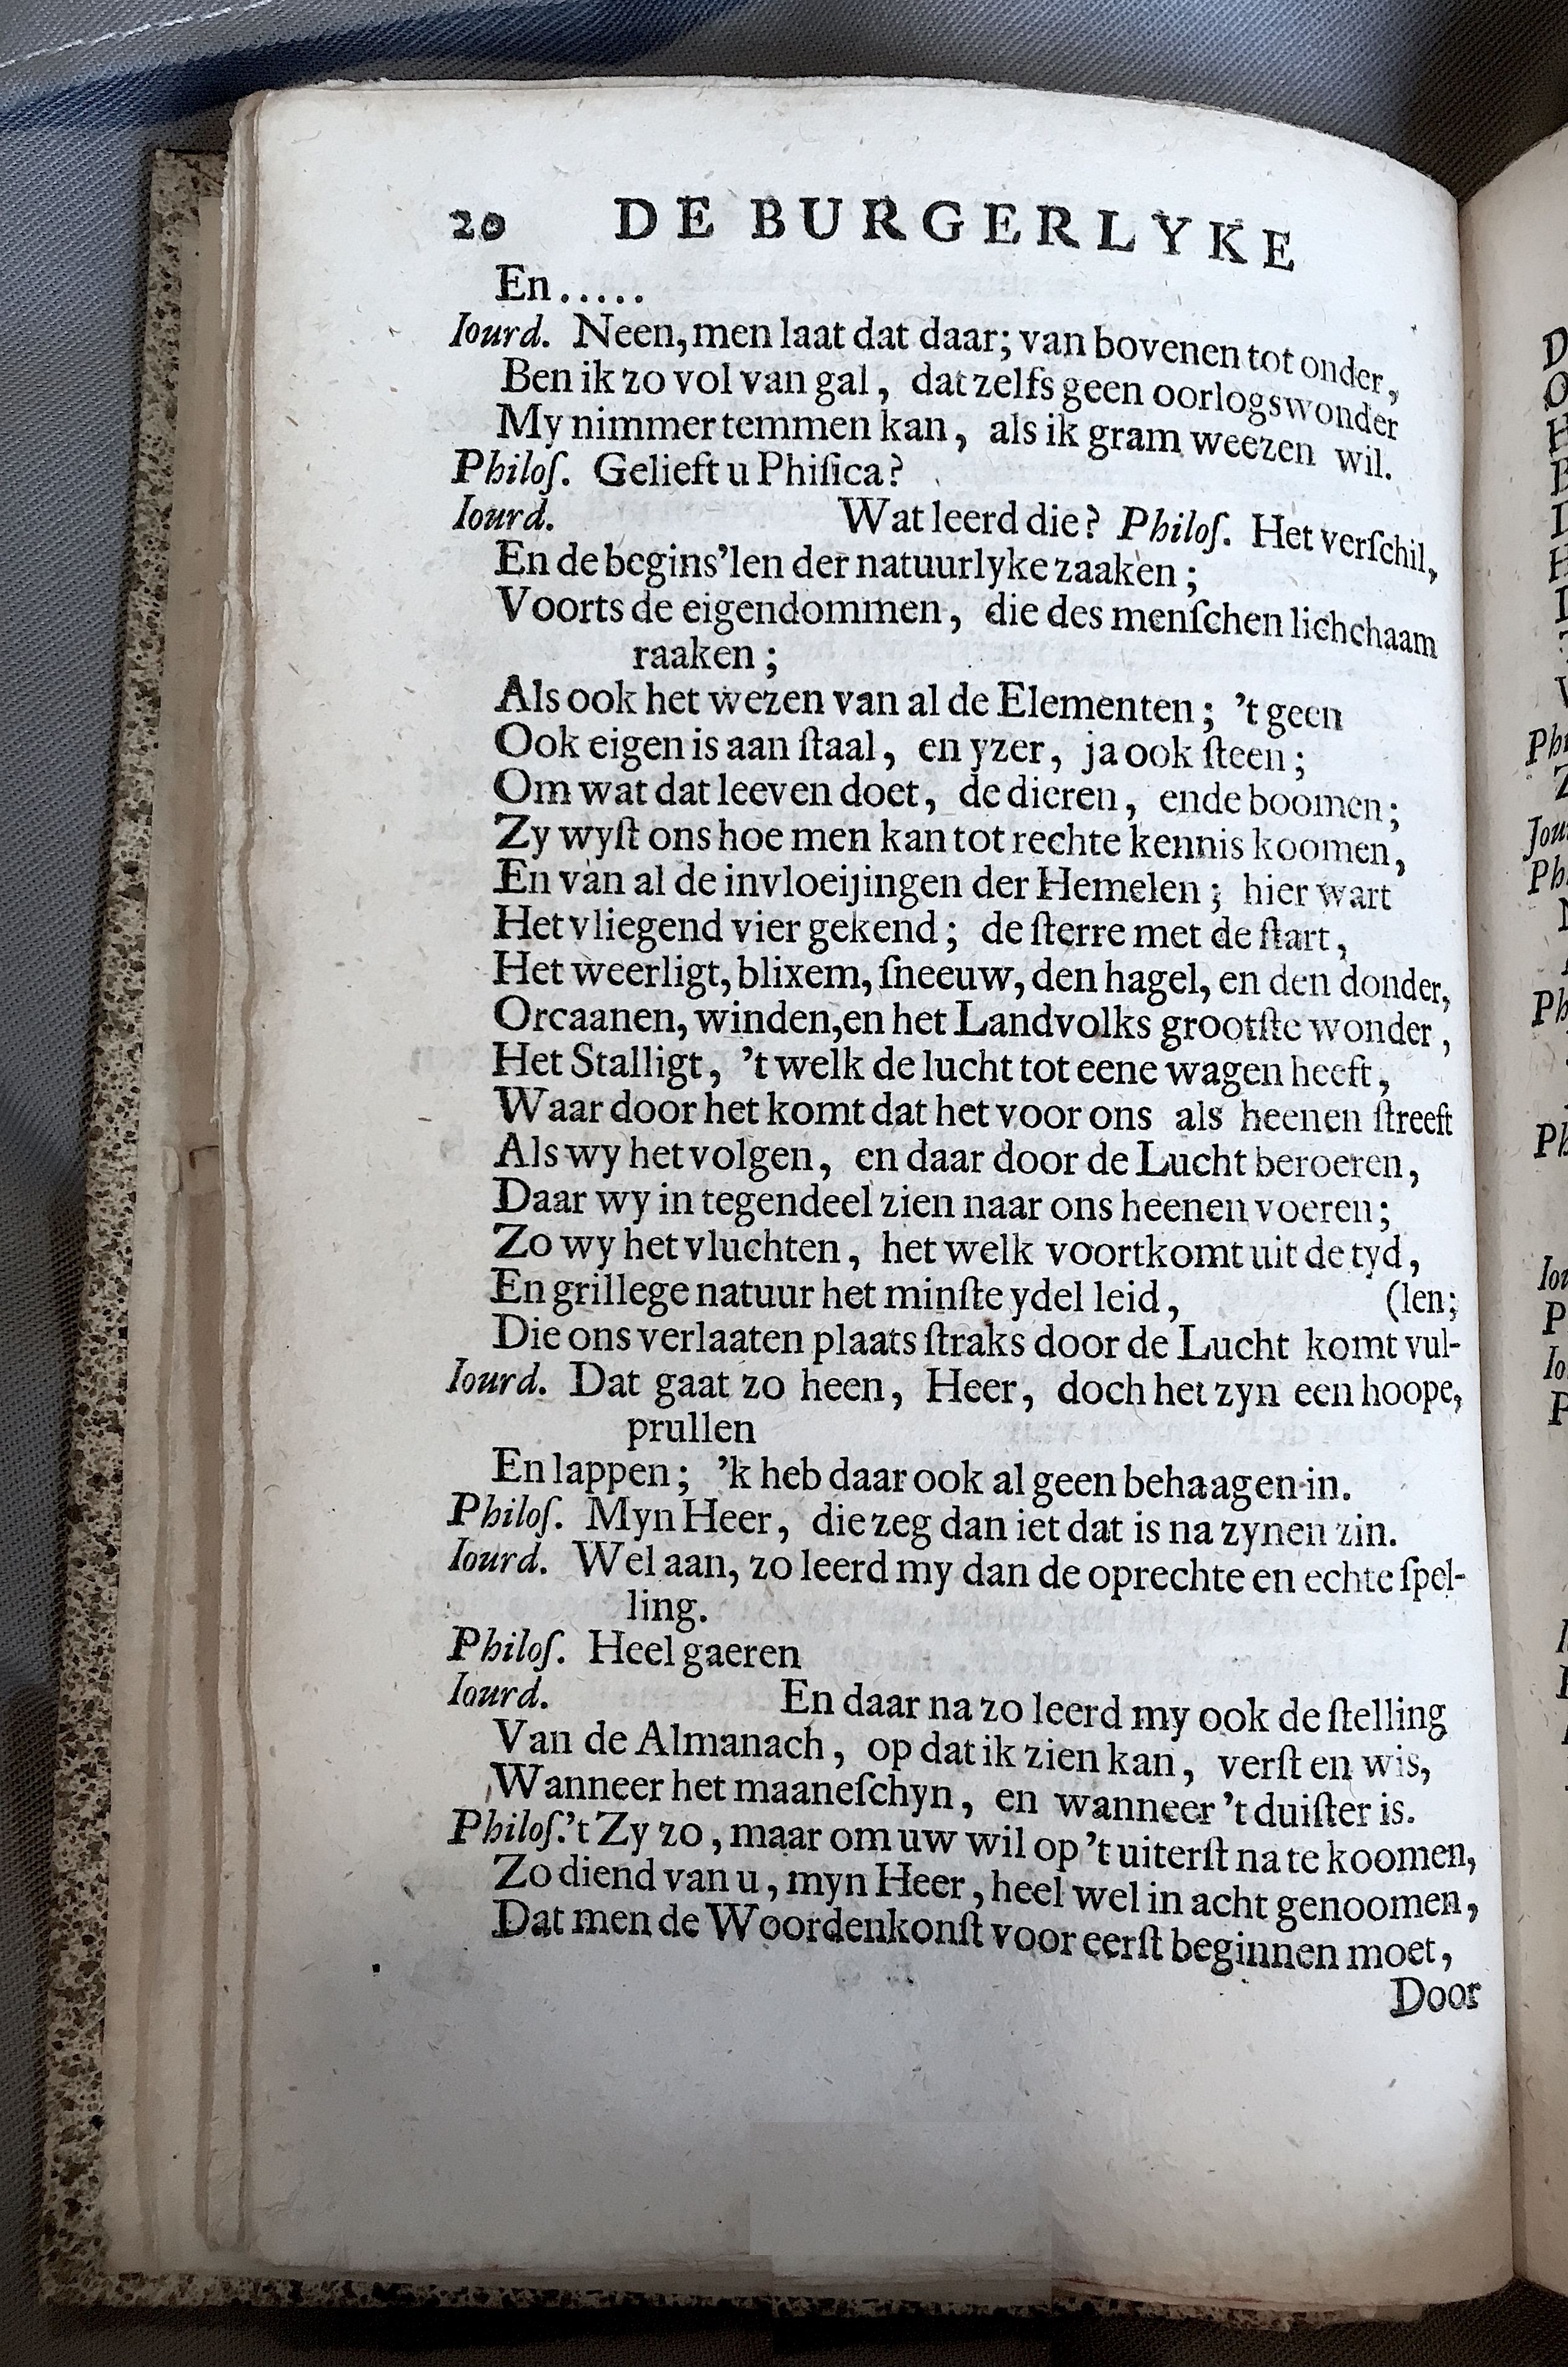 20 DE BURGERLYKE
En.....
Iourd. Neen, men laat dat daar; van bovenen tot onder,
Ben ik zo vol van gal, dat zelfs geen oorlogswonder
My nimmer temmen kan, als ik gram weezen wil.
Philoſ. Gelieft u Phiſica?
Iourd. Wat leerd die? Philoſ. Het verſchil,
En de begins'len der natuurlyke zaaken;
Voorts de eigendommen, die des menſchen lichchaam
raaken;
Als ook het wezen van al de Elementen; 't geen
Ook eigen is aan ſtaal, en yzer, ja ook ſteen;
Om wat dat leeven doet, de dieren, ende boomen;
Zy wyſt ons hoe men kan tot rechte kennis koomen,
En van al de invloeijingen der Hemelen; hier wart
Het vliegend vier gekend; de ſterre met de ſtart,
Het weerligt, blixem, ſneeuw, den hagel, en den donder,
Orcaanen, winden, en het Landvolks grootſte wonder,
Het Stalligt, 't welk de lucht tot eene wagen heeft,
Waar door het komt dat het voor ons als heenen ſtreeft
Als wy het volgen, en daar door de Lucht beroeren,
Daar wy in tegendeel zien naar ons heenen voeren;
Zo wy het vluchten, het welk voortkomt uit de tyd,
En grillege natuur het minſte ydel leid, (len;
Die ons verlaaten plaats ſtraks door de Lucht komt vul-
Iourd. Dat gaat zo heen, Heer, doch het zyn een hoope,
prullen
En lappen; 'k heb daar ook al geen behaagen in.
Philoſ. Myn Heer, die zeg dan iet dat is na zynen zin.
Iourd. Wel aan, zo leerd my dan de oprechte en echte ſpel-
ling.
Philoſ. Heel gaeren
Iourd. En daar na zo leerd my ook de ſtelling
Van de Almanach, op dat ik zien kan, verſt en wis,
Wanneer het maaneſchyn, en wanneer 't duiſter is.
Philoſ. 't Zy zo, maar om uw wil op 't uiterſt na te koomen,
Zo diend van u, myn Heer, heel wel in acht genoomen,
Dat men de Woordenkonſt voor eerſt beginnen moet,
Door